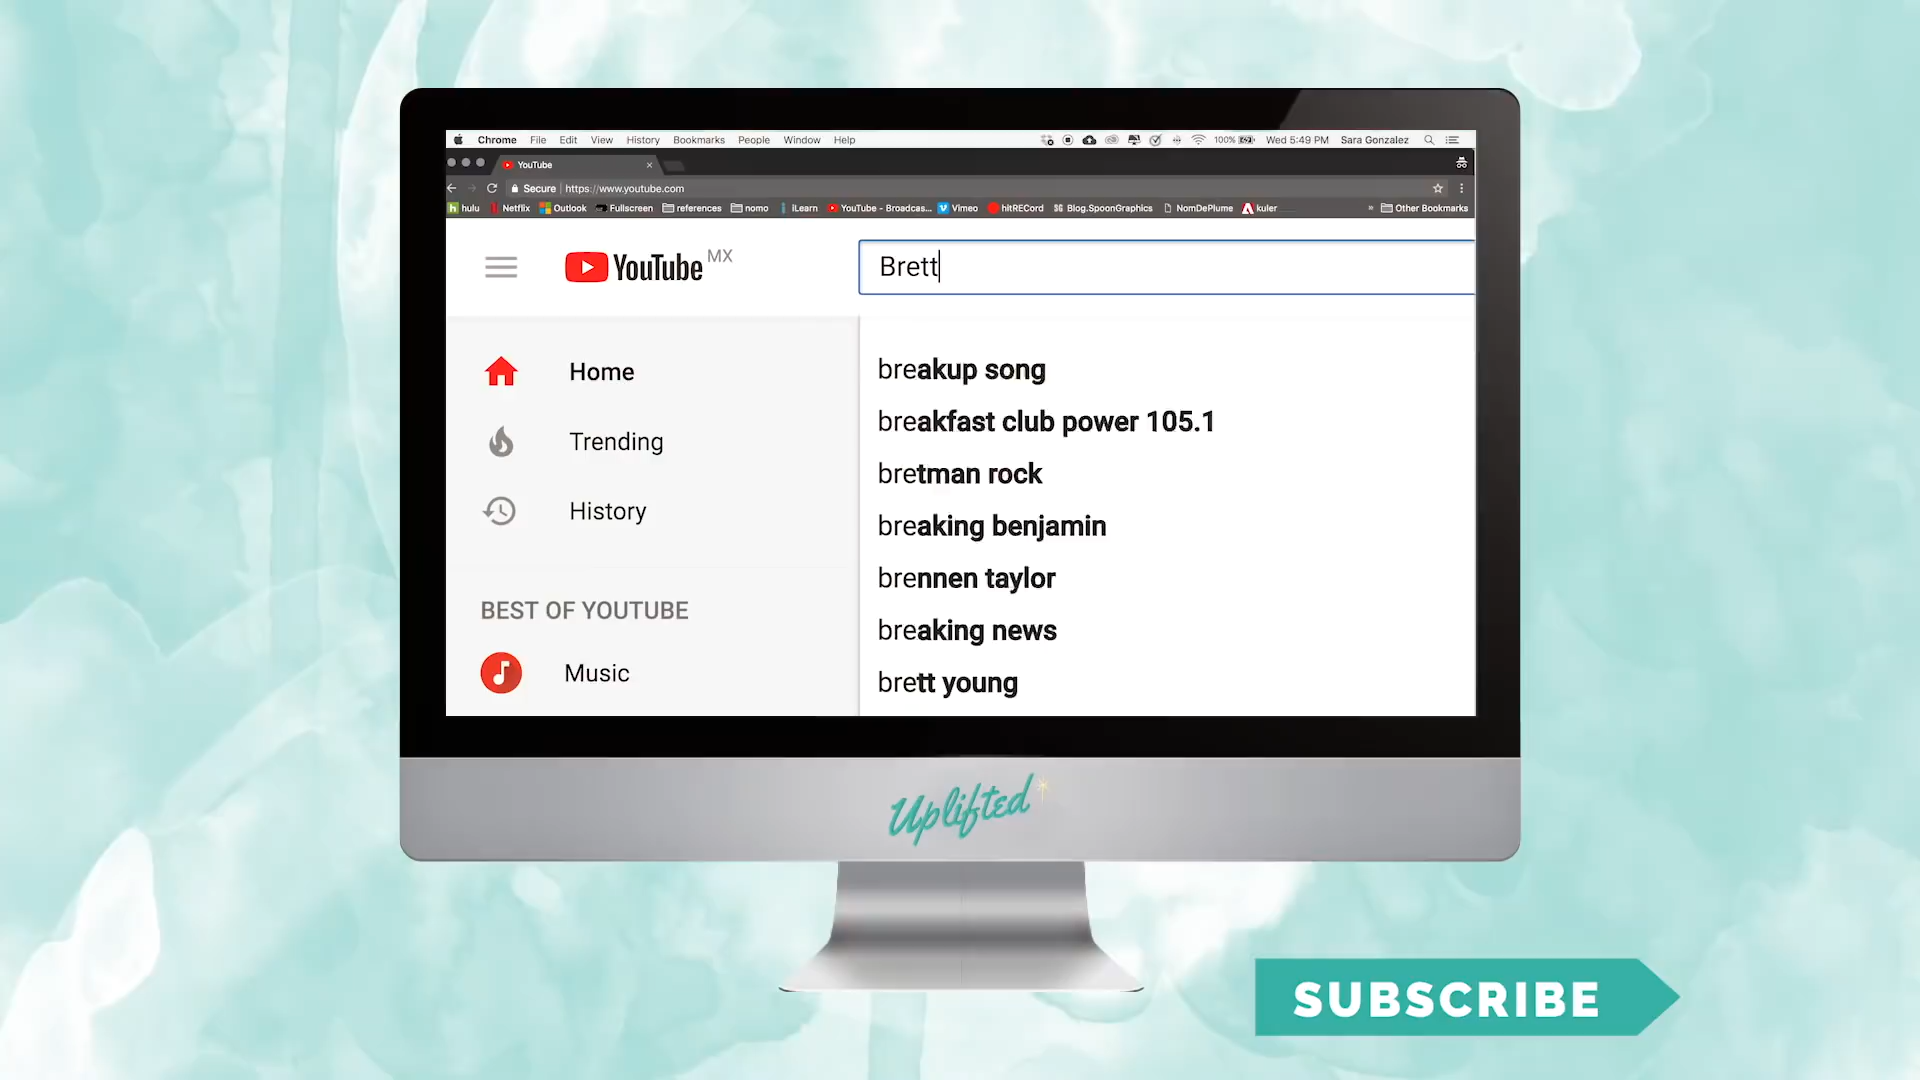 Chrome File Edit View History Bookmarks People Window Help 100% Wed 5:49 PM Sara Gonzalez
YouTube
Secure https://www.youtube.com
hulu Netflix Outlook Fullscreen references nomo iLearn YouTube - Broadcas... Vimeo hitRECord Blog.SpoonGraphics NomDePlume kuler » Other Bookmarks
YouTube MX
Brett
Home
Trending
History
BEST OF YOUTUBE
Music
breakup song
breakfast club power 105.1
bretman rock
breaking benjamin
brennen taylor
breaking news
brett young
Uplifted
SUBSCRIBE